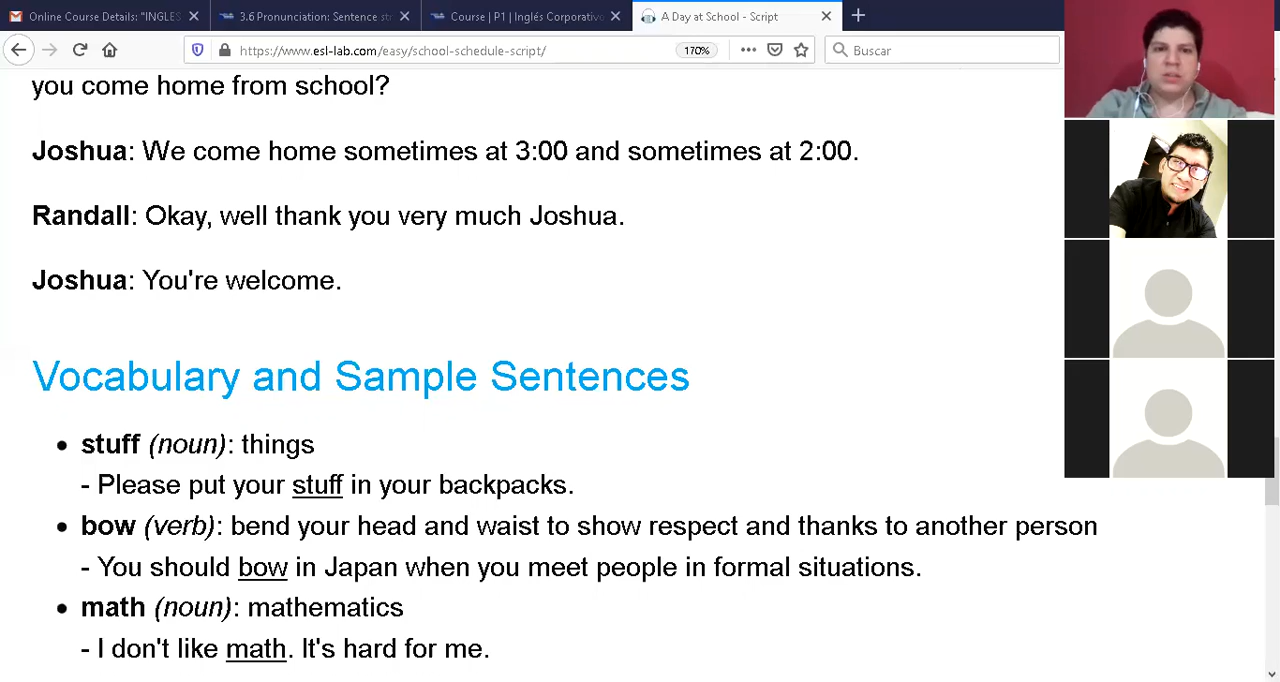 Online Course Details: "INGLES
3.6 Pronunciation: Sentence str
Course | P1 | Inglés Corporativo
A Day at School - Script
https://www.esl-lab.com/easy/school-schedule-script/
170%
Buscar
you come home from school?
Joshua: We come home sometimes at 3:00 and sometimes at 2:00.
Randall: Okay, well thank you very much Joshua.
Joshua: You're welcome.
Vocabulary and Sample Sentences
• stuff (noun): things
- Please put your stuff in your backpacks.
• bow (verb): bend your head and waist to show respect and thanks to another person
- You should bow in Japan when you meet people in formal situations.
• math (noun): mathematics
- I don't like math. It's hard for me.